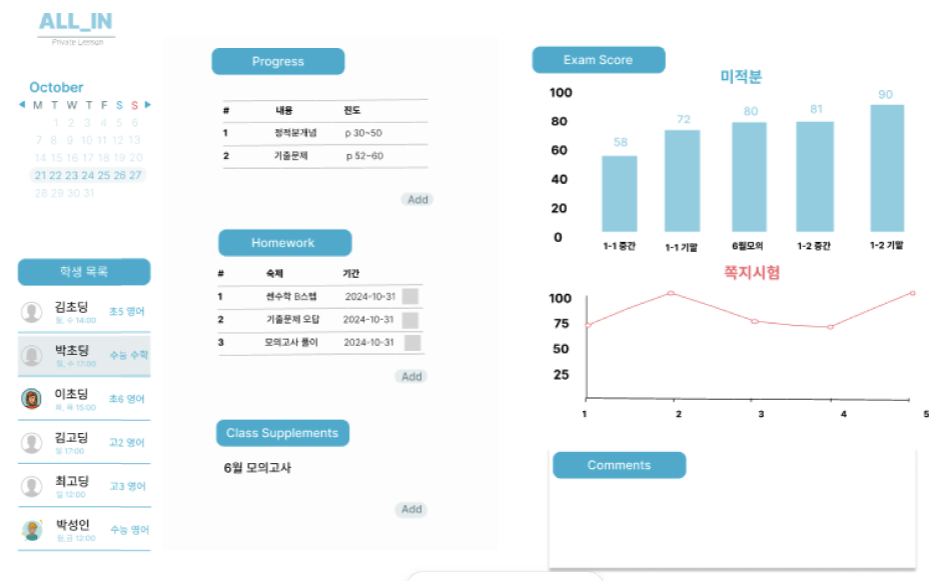 ALL_IN
Private Lesson
October
M T W T F S S
1 2 3 4 5 6
7 8 9 10 11 12 13
14 15 16 17 18 19 20
21 22 23 24 25 26 27
28 29 30 31
학생 목록
김초딩 초5 영어
월, 수 14:00
박초딩 수능 수학
월, 수 17:00
이초딩 초6 영어
화, 목 15:00
김고딩 고2 영어
일 17:00
최고딩 고3 영어
일 12:00
박성인 수능 영어
월,금 12:00
Progress
# 내용 진도
1 정적분개념 p 30~50
2 기출문제 p 52~60
Add
Homework
# 숙제 기간
1 쎈수학 B스텝 2024-10-31
2 기출문제 오답 2024-10-31
3 모의고사 풀이 2024-10-31
Add
Class Supplements
6월 모의고사
Add
Exam Score
미적분
100
80
60
40
20
0
58
72
80
81
90
1-1 중간 1-1 기말 6월모의 1-2 중간 1-2 기말
쪽지시험
100
75
50
25
1 2 3 4 5
Comments